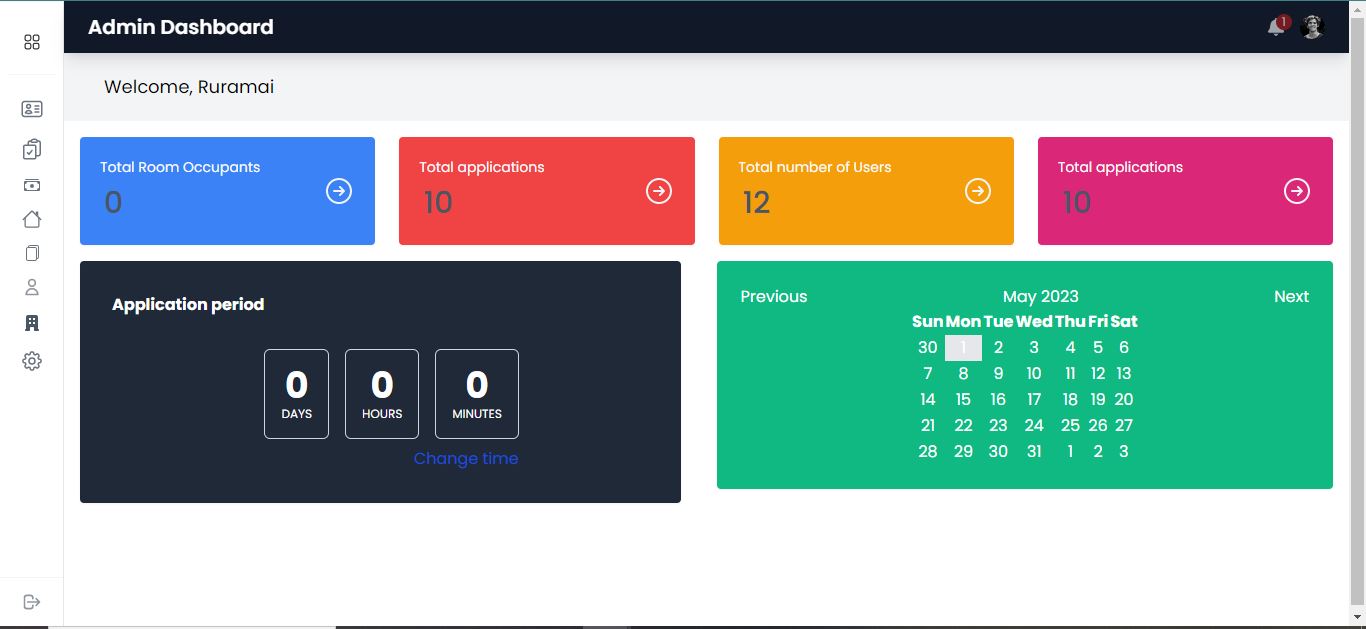 Admin Dashboard
1
Welcome, Ruramai
Total Room Occupants
0
Total applications
10
Total number of Users
12
Total applications
10
Application period
0
DAYS
0
HOURS
0
MINUTES
Change time
Previous May 2023 Next
Sun Mon Tue Wed Thu Fri Sat
30 1 2 3 4 5 6
7 8 9 10 11 12 13
14 15 16 17 18 19 20
21 22 23 24 25 26 27
28 29 30 31 1 2 3